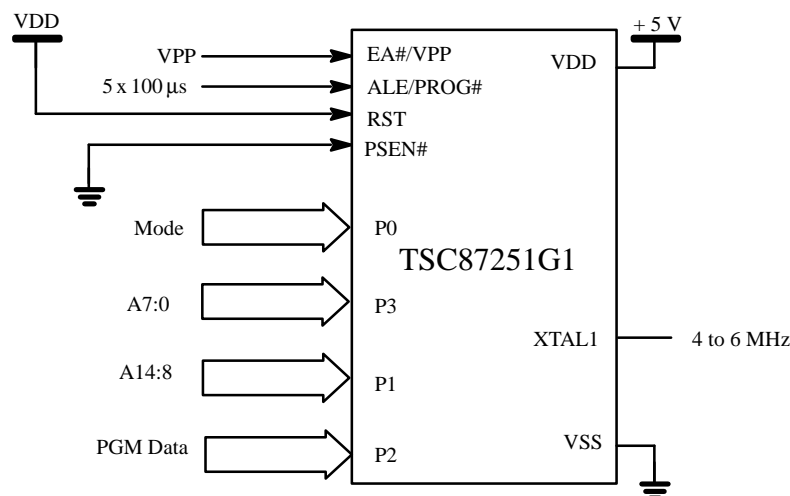 VDD
+ 5 V
VPP
EA#/VPP
VDD
5 x 100 µs
ALE/PROG#
RST
PSEN#
Mode
P0
TSC87251G1
A7:0
P3
XTAL1
4 to 6 MHz
A14:8
P1
PGM Data
P2
VSS